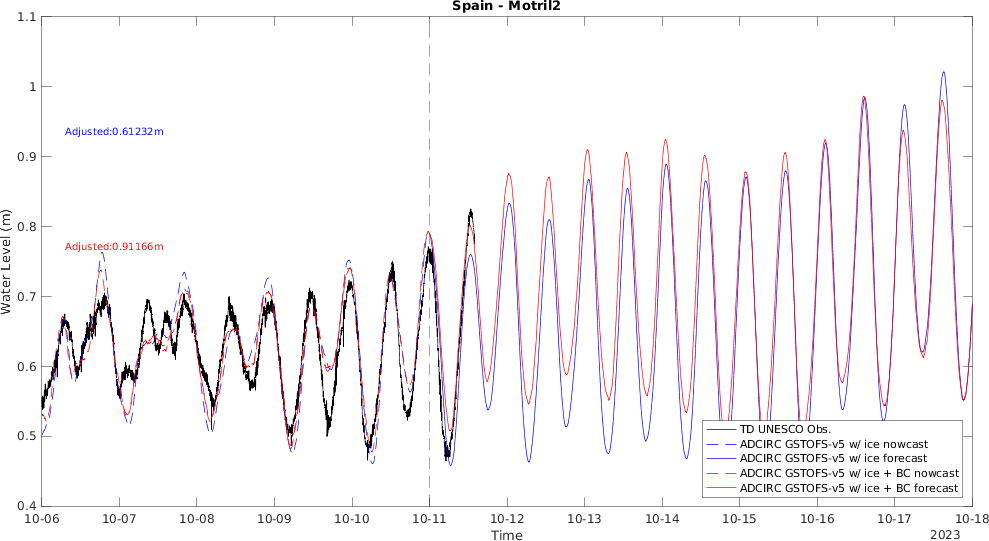 Spain - Motril2
1.1
1
0.9
0.8
0.7
0.6
0.5
0.4
Water Level (m)
Adjusted:0.61232m
Adjusted:0.91166m
TD UNESCO Obs.
ADCIRC GSTOFS-v5 w/ ice nowcast
ADCIRC GSTOFS-v5 w/ ice forecast
ADCIRC GSTOFS-v5 w/ ice + BC nowcast
ADCIRC GSTOFS-v5 w/ ice + BC forecast
10-06 10-07 10-08 10-09 10-10 10-11 10-12 10-13 10-14 10-15 10-16 10-17 10-18
Time
2023